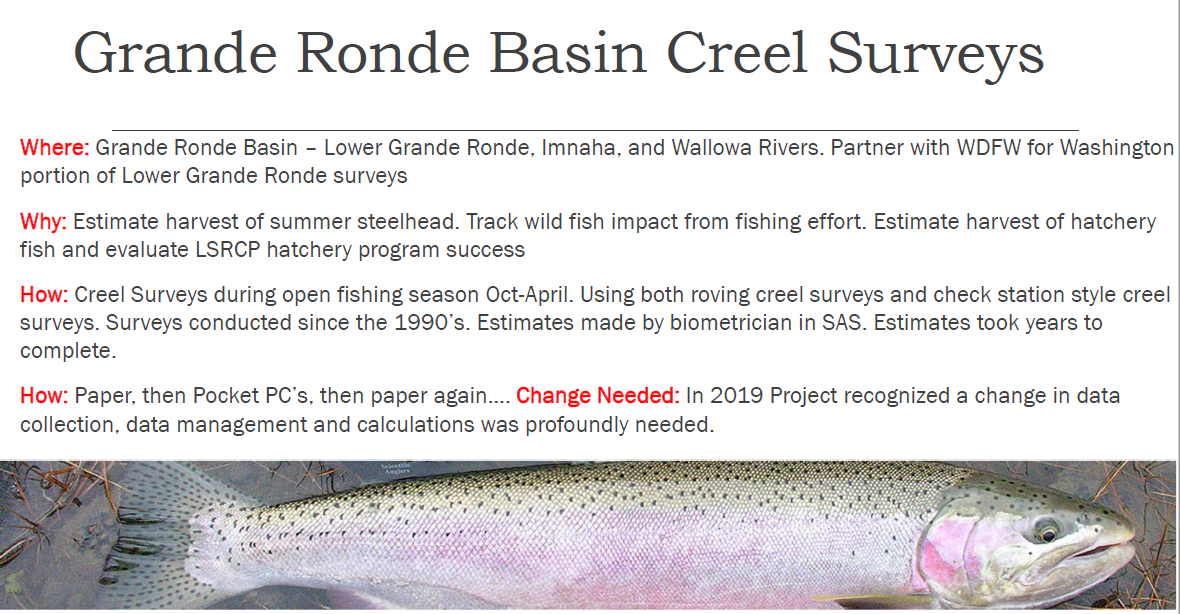 Grande Ronde Basin Creel Surveys
Where: Grande Ronde Basin – Lower Grande Ronde, Imnaha, and Wallowa Rivers. Partner with WDFW for Washington
portion of Lower Grande Ronde surveys
Why: Estimate harvest of summer steelhead. Track wild fish impact from fishing effort. Estimate harvest of hatchery
fish and evaluate LSRCP hatchery program success
How: Creel Surveys during open fishing season Oct-April. Using both roving creel surveys and check station style creel
surveys. Surveys conducted since the 1990’s. Estimates made by biometrician in SAS. Estimates took years to
complete.
How: Paper, then Pocket PC’s, then paper again…. Change Needed: In 2019 Project recognized a change in data
collection, data management and calculations was profoundly needed.
Scientific
Anglers